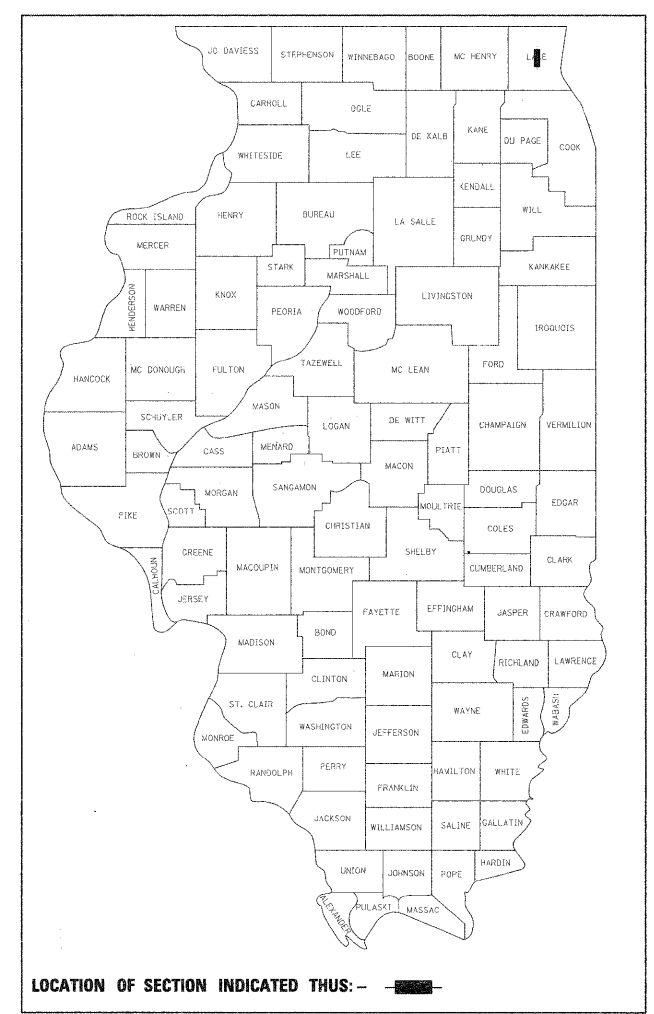 JO DAVIESS STEPHENSON WINNEBAGO BOONE MC HENRY
CARROLL OGLE DE KALB KANE DU PAGE COOK
WHITESIDE LEE
KENDALL
ROCK ISLAND HENRY BUREAU LA SALLE WILL
MERCER PUTNAM GRUNDY
STARK MARSHALL KANKAKEE
HENDERSON WARREN KNOX PEORIA WOODFORD LIVINGSTON IROQUOIS
HANCOCK MC DONOUGH FULTON TAZEWELL MC LEAN FORD
MASON
SCHUYLER LOGAN DE WITT CHAMPAIGN VERMILION
ADAMS BROWN CASS MENARD PIATT
MACON
PIKE SCOTT MORGAN SANGAMON MOULTRIE DOUGLAS EDGAR
CHRISTIAN COLES
CALHOUN GREENE MACOUPIN MONTGOMERY SHELBY CUMBERLAND CLARK
JERSEY
FAYETTE EFFINGHAM JASPER CRAWFORD
MADISON BOND
CLAY RICHLAND LAWRENCE
CLINTON MARION
ST. CLAIR WAYNE EDWARDS WABASH
MONROE WASHINGTON JEFFERSON
RANDOLPH PERRY HAMILTON WHITE
FRANKLIN
JACKSON WILLIAMSON SALINE GALLATIN
UNION JOHNSON POPE HARDIN
ALEXANDER PULASKI MASSAC
LOCATION OF SECTION INDICATED THUS:-